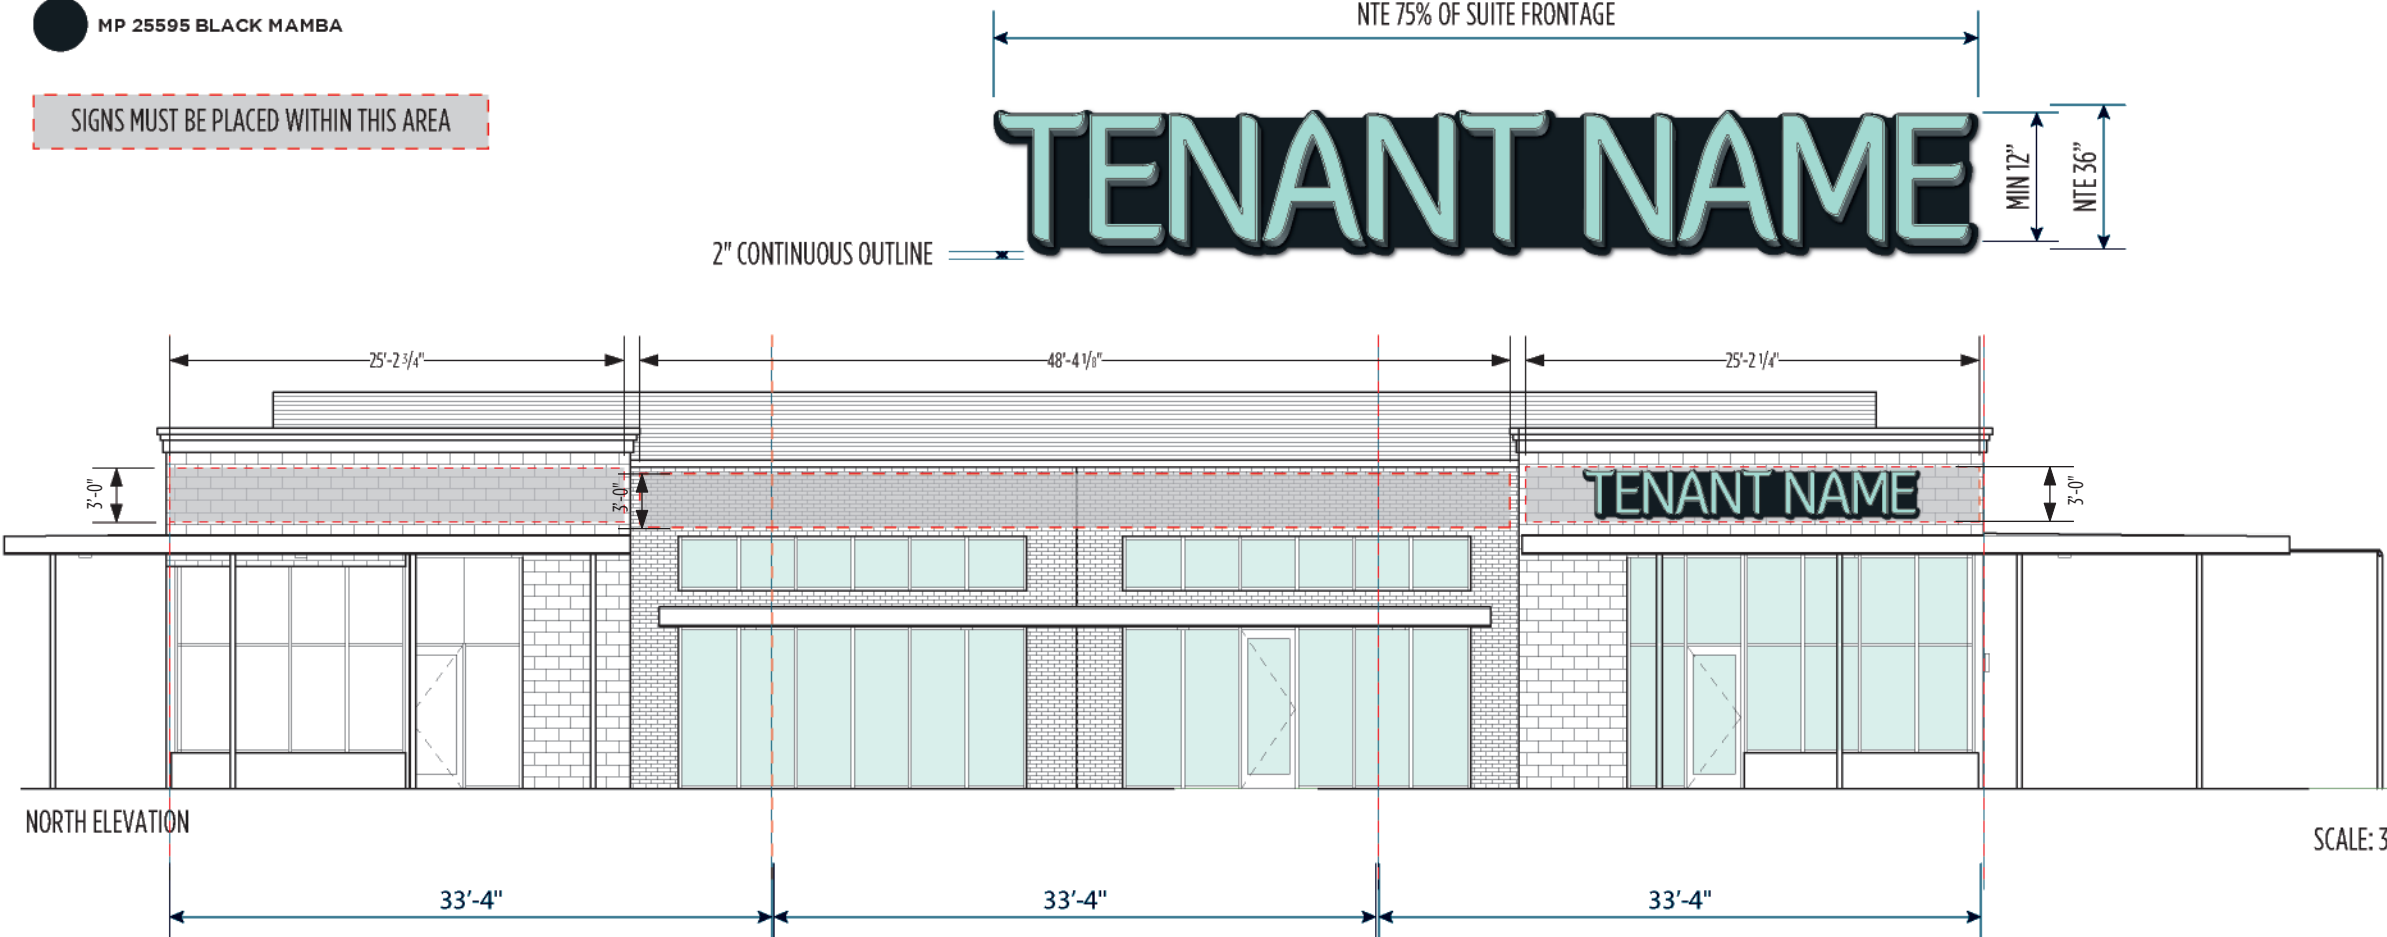 MP 25595 BLACK MAMBA
NTE 75% OF SUITE FRONTAGE
SIGNS MUST BE PLACED WITHIN THIS AREA
TENANT NAME
MIN 12"
NTE 36"
2" CONTINUOUS OUTLINE
25'-2 3/4"
48'-4 1/8"
25'-2 1/4"
3'-0"
3'-0"
TENANT NAME
3'-0"
NORTH ELEVATION
SCALE: 3
33'-4"
33'-4"
33'-4"